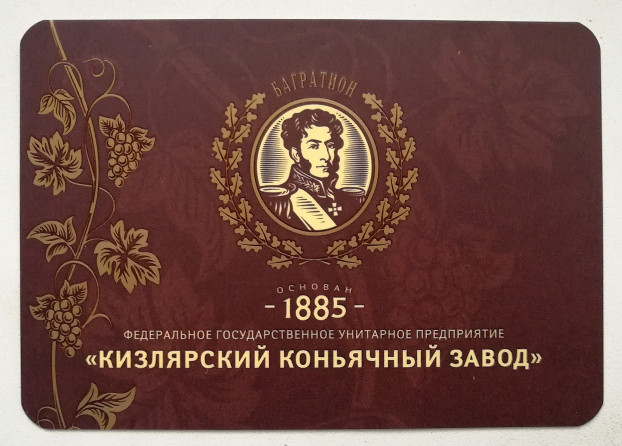 БАГРАТИОН
ОСНОВАН
- 1885 -
ФЕДЕРАЛЬНОЕ ГОСУДАРСТВЕННОЕ УНИТАРНОЕ ПРЕДПРИЯТИЕ
«КИЗЛЯРСКИЙ КОНЬЯЧНЫЙ ЗАВОД»